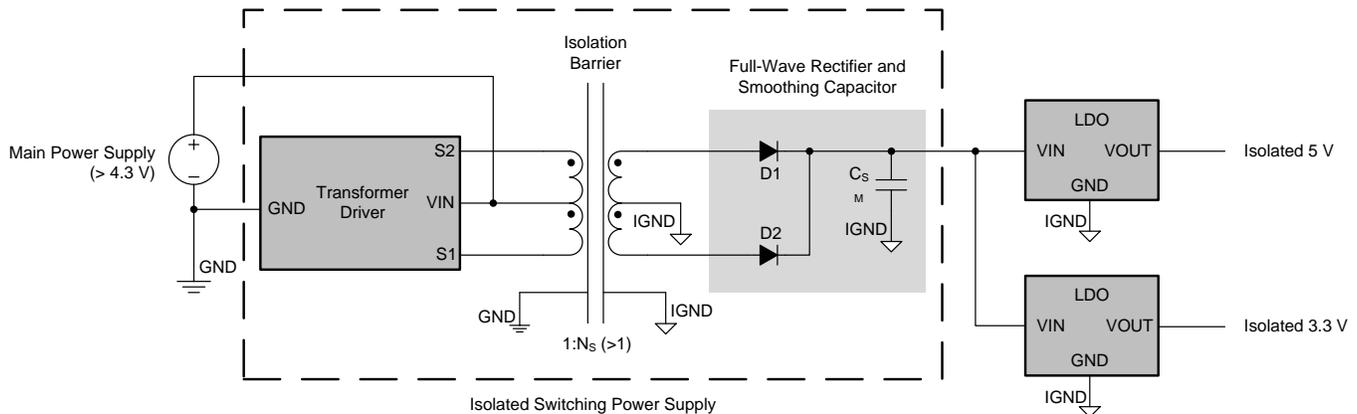 Isolation
Barrier
Full-Wave Rectifier and
Smoothing Capacitor
Main Power Supply
(> 4.3 V)
+
−
GND
GND
Transformer
Driver
S2
VIN
S1
IGND
D1
D2
CS
M
IGND
GND
IGND
1:NS (>1)
LDO
VIN
VOUT
GND
IGND
Isolated 5 V
LDO
VIN
VOUT
GND
IGND
Isolated 3.3 V
Isolated Switching Power Supply